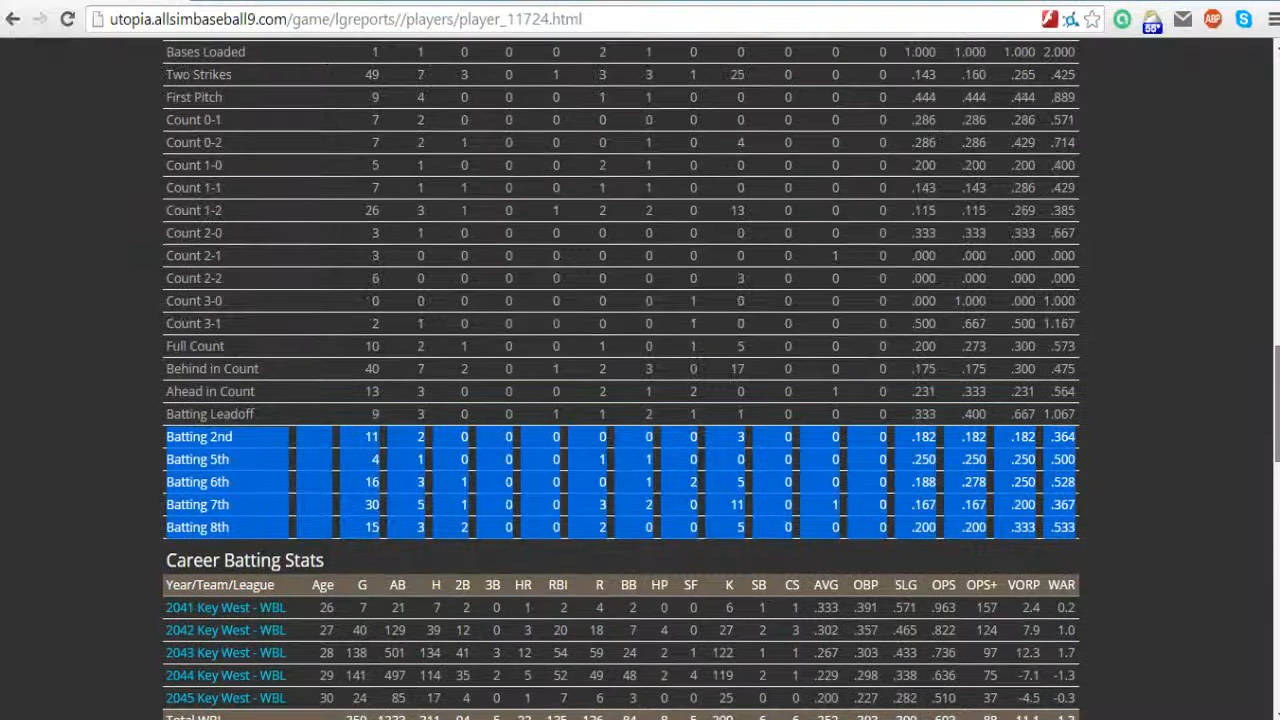 utopia.allsimbaseball9.com/game/lgreports//players/player_11724.html
55°
ABP
Bases Loaded 1 1 0 0 0 2 1 0 0 0 0 1.000 1.000 1.000 2.000
Two Strikes 49 7 3 0 1 3 3 1 25 0 0 .143 .160 .265 .425
First Pitch 9 4 0 0 0 1 1 0 0 0 0 .444 .444 .444 .889
Count 0-1 7 2 0 0 0 0 0 0 0 0 0 .286 .286 .286 .571
Count 0-2 7 2 1 0 0 0 1 0 4 0 0 .286 .286 .429 .714
Count 1-0 5 1 0 0 0 2 1 0 0 0 0 .200 .200 .200 .400
Count 1-1 7 1 1 0 0 1 1 0 0 0 0 .143 .143 .286 .429
Count 1-2 26 3 1 0 1 2 2 0 13 0 0 .115 .115 .269 .385
Count 2-0 3 1 0 0 0 0 0 0 0 0 0 .333 .333 .333 .667
Count 2-1 3 0 0 0 0 0 0 0 0 1 0 .000 .000 .000 .000
Count 2-2 6 0 0 0 0 0 0 0 3 0 0 .000 .000 .000 .000
Count 3-0 0 0 0 0 0 0 0 1 0 0 0 .000 1.000 .000 1.000
Count 3-1 2 1 0 0 0 0 0 1 0 0 0 .500 .667 .500 1.167
Full Count 10 2 1 0 0 1 0 1 5 0 0 .200 .273 .300 .573
Behind in Count 40 7 2 0 1 2 3 0 17 0 0 .175 .175 .300 .475
Ahead in Count 13 3 0 0 0 2 1 2 0 1 0 .231 .333 .231 .564
Batting Leadoff 9 3 0 0 1 1 2 1 1 0 0 .333 .400 .667 1.067
Batting 2nd 11 2 0 0 0 0 0 0 3 0 0 .182 .182 .182 .364
Batting 5th 4 1 0 0 0 1 1 0 0 0 0 .250 .250 .250 .500
Batting 6th 16 3 1 0 0 0 1 2 5 0 0 .188 .278 .250 .528
Batting 7th 30 5 1 0 0 3 2 0 11 1 0 .167 .167 .200 .367
Batting 8th 15 3 2 0 0 2 0 0 5 0 0 .200 .200 .333 .533
Career Batting Stats
Year/Team/League Age G AB H 2B 3B HR RBI R BB HP SF K SB CS AVG OBP SLG OPS OPS+ VORP WAR
2041 Key West - WBL 26 7 21 7 2 0 1 2 4 2 0 0 6 1 1 .333 .391 .571 .963 157 2.4 0.2
2042 Key West - WBL 27 40 129 39 12 0 3 20 18 7 4 0 27 2 3 .302 .357 .465 .822 124 7.9 1.0
2043 Key West - WBL 28 138 501 134 41 3 12 54 59 24 2 1 122 1 1 .267 .303 .433 .736 97 12.3 1.7
2044 Key West - WBL 29 141 497 114 35 2 5 52 49 48 2 4 119 2 1 .229 .298 .338 .636 75 -7.1 -1.3
2045 Key West - WBL 30 24 85 17 4 0 1 7 6 3 0 0 25 0 0 .200 .227 .282 .510 37 -4.5 -0.3
Total WBL